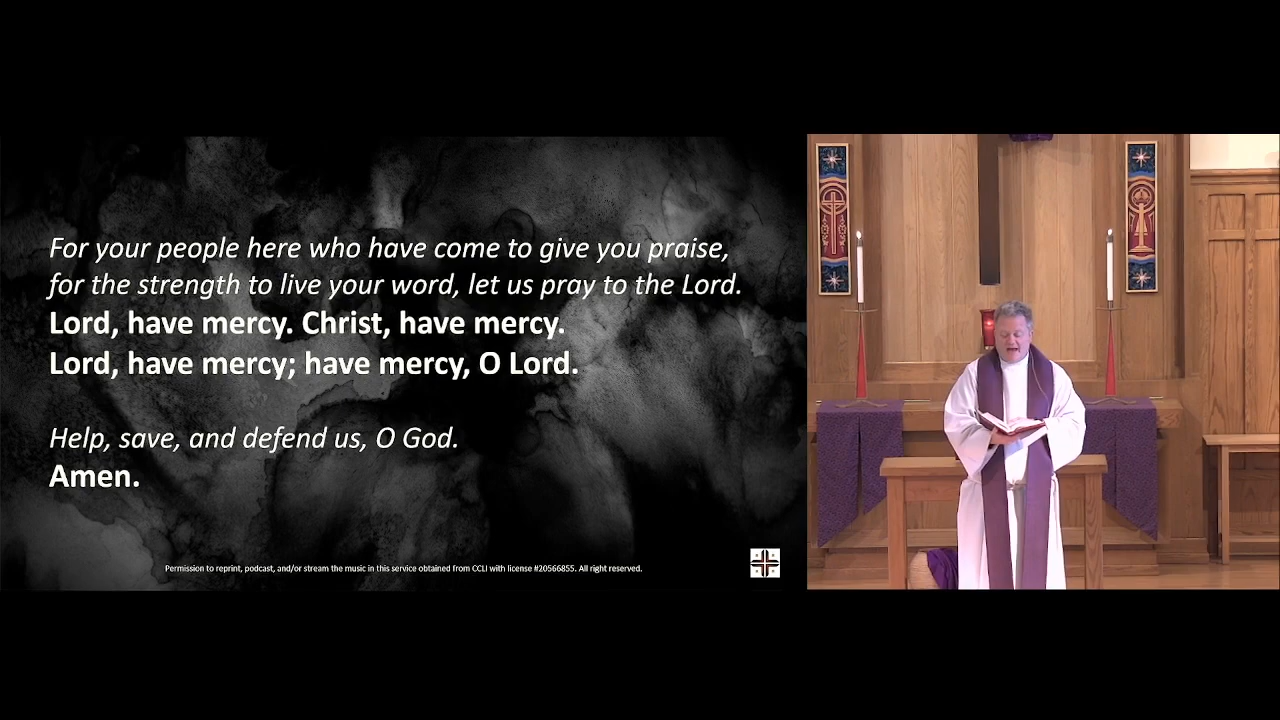 For your people here who have come to give you praise,
for the strength to live your word, let us pray to the Lord.
Lord, have mercy. Christ, have mercy.
Lord, have mercy; have mercy, O Lord.
Help, save, and defend us, O God.
Amen.
Permission to reprint, podcast, and/or stream the music in this service obtained from CCLI with license #20566855. All right reserved.